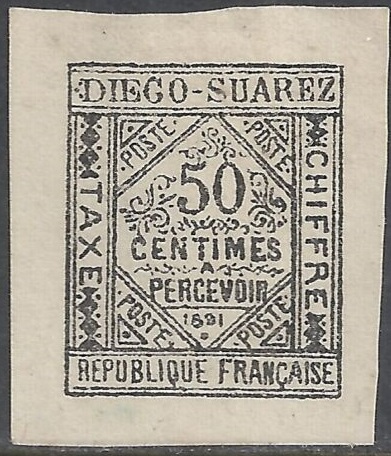 DIEGO-SUAREZ
POSTE
POSTE
TAXE
CHIFFRE
50
CENTIMES
A
PERCEVOIR
1891
POSTE
POSTE
REPUBLIQUE FRANÇAISE